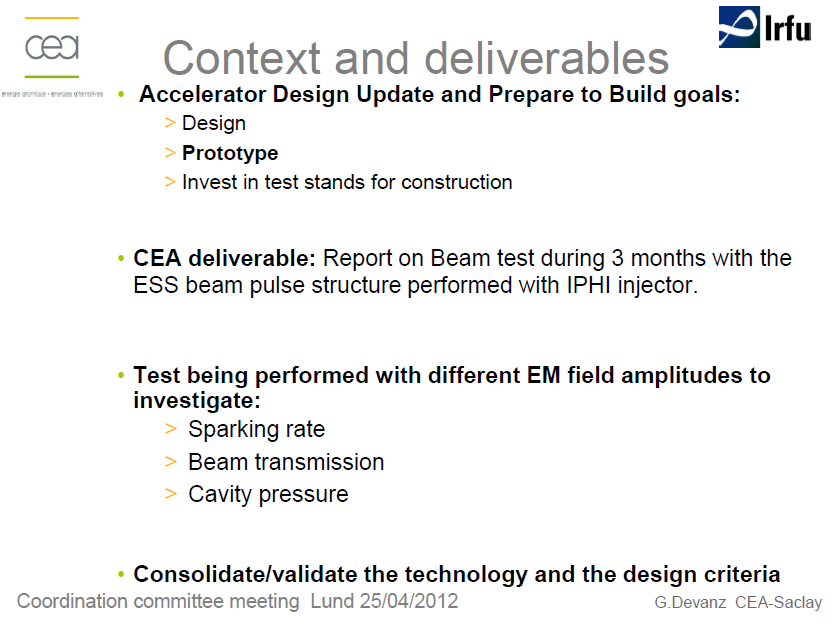 cea
énergie atomique • énergies alternatives
Irfu
Context and deliverables
• Accelerator Design Update and Prepare to Build goals:
> Design
> Prototype
> Invest in test stands for construction
• CEA deliverable: Report on Beam test during 3 months with the
ESS beam pulse structure performed with IPHI injector.
• Test being performed with different EM field amplitudes to
investigate:
> Sparking rate
> Beam transmission
> Cavity pressure
• Consolidate/validate the technology and the design criteria
Coordination committee meeting Lund 25/04/2012
G.Devanz CEA-Saclay